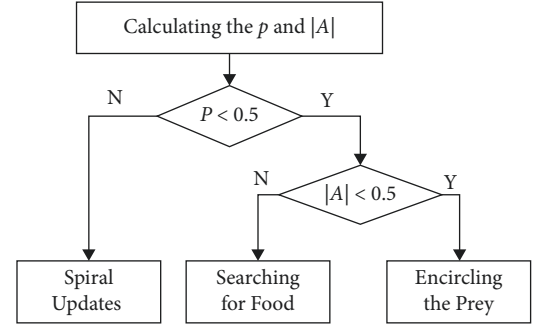 Calculating the p and |A|
N
P < 0.5
Y
N
|A| < 0.5
Y
Spiral
Updates
Searching
for Food
Encircling
the Prey